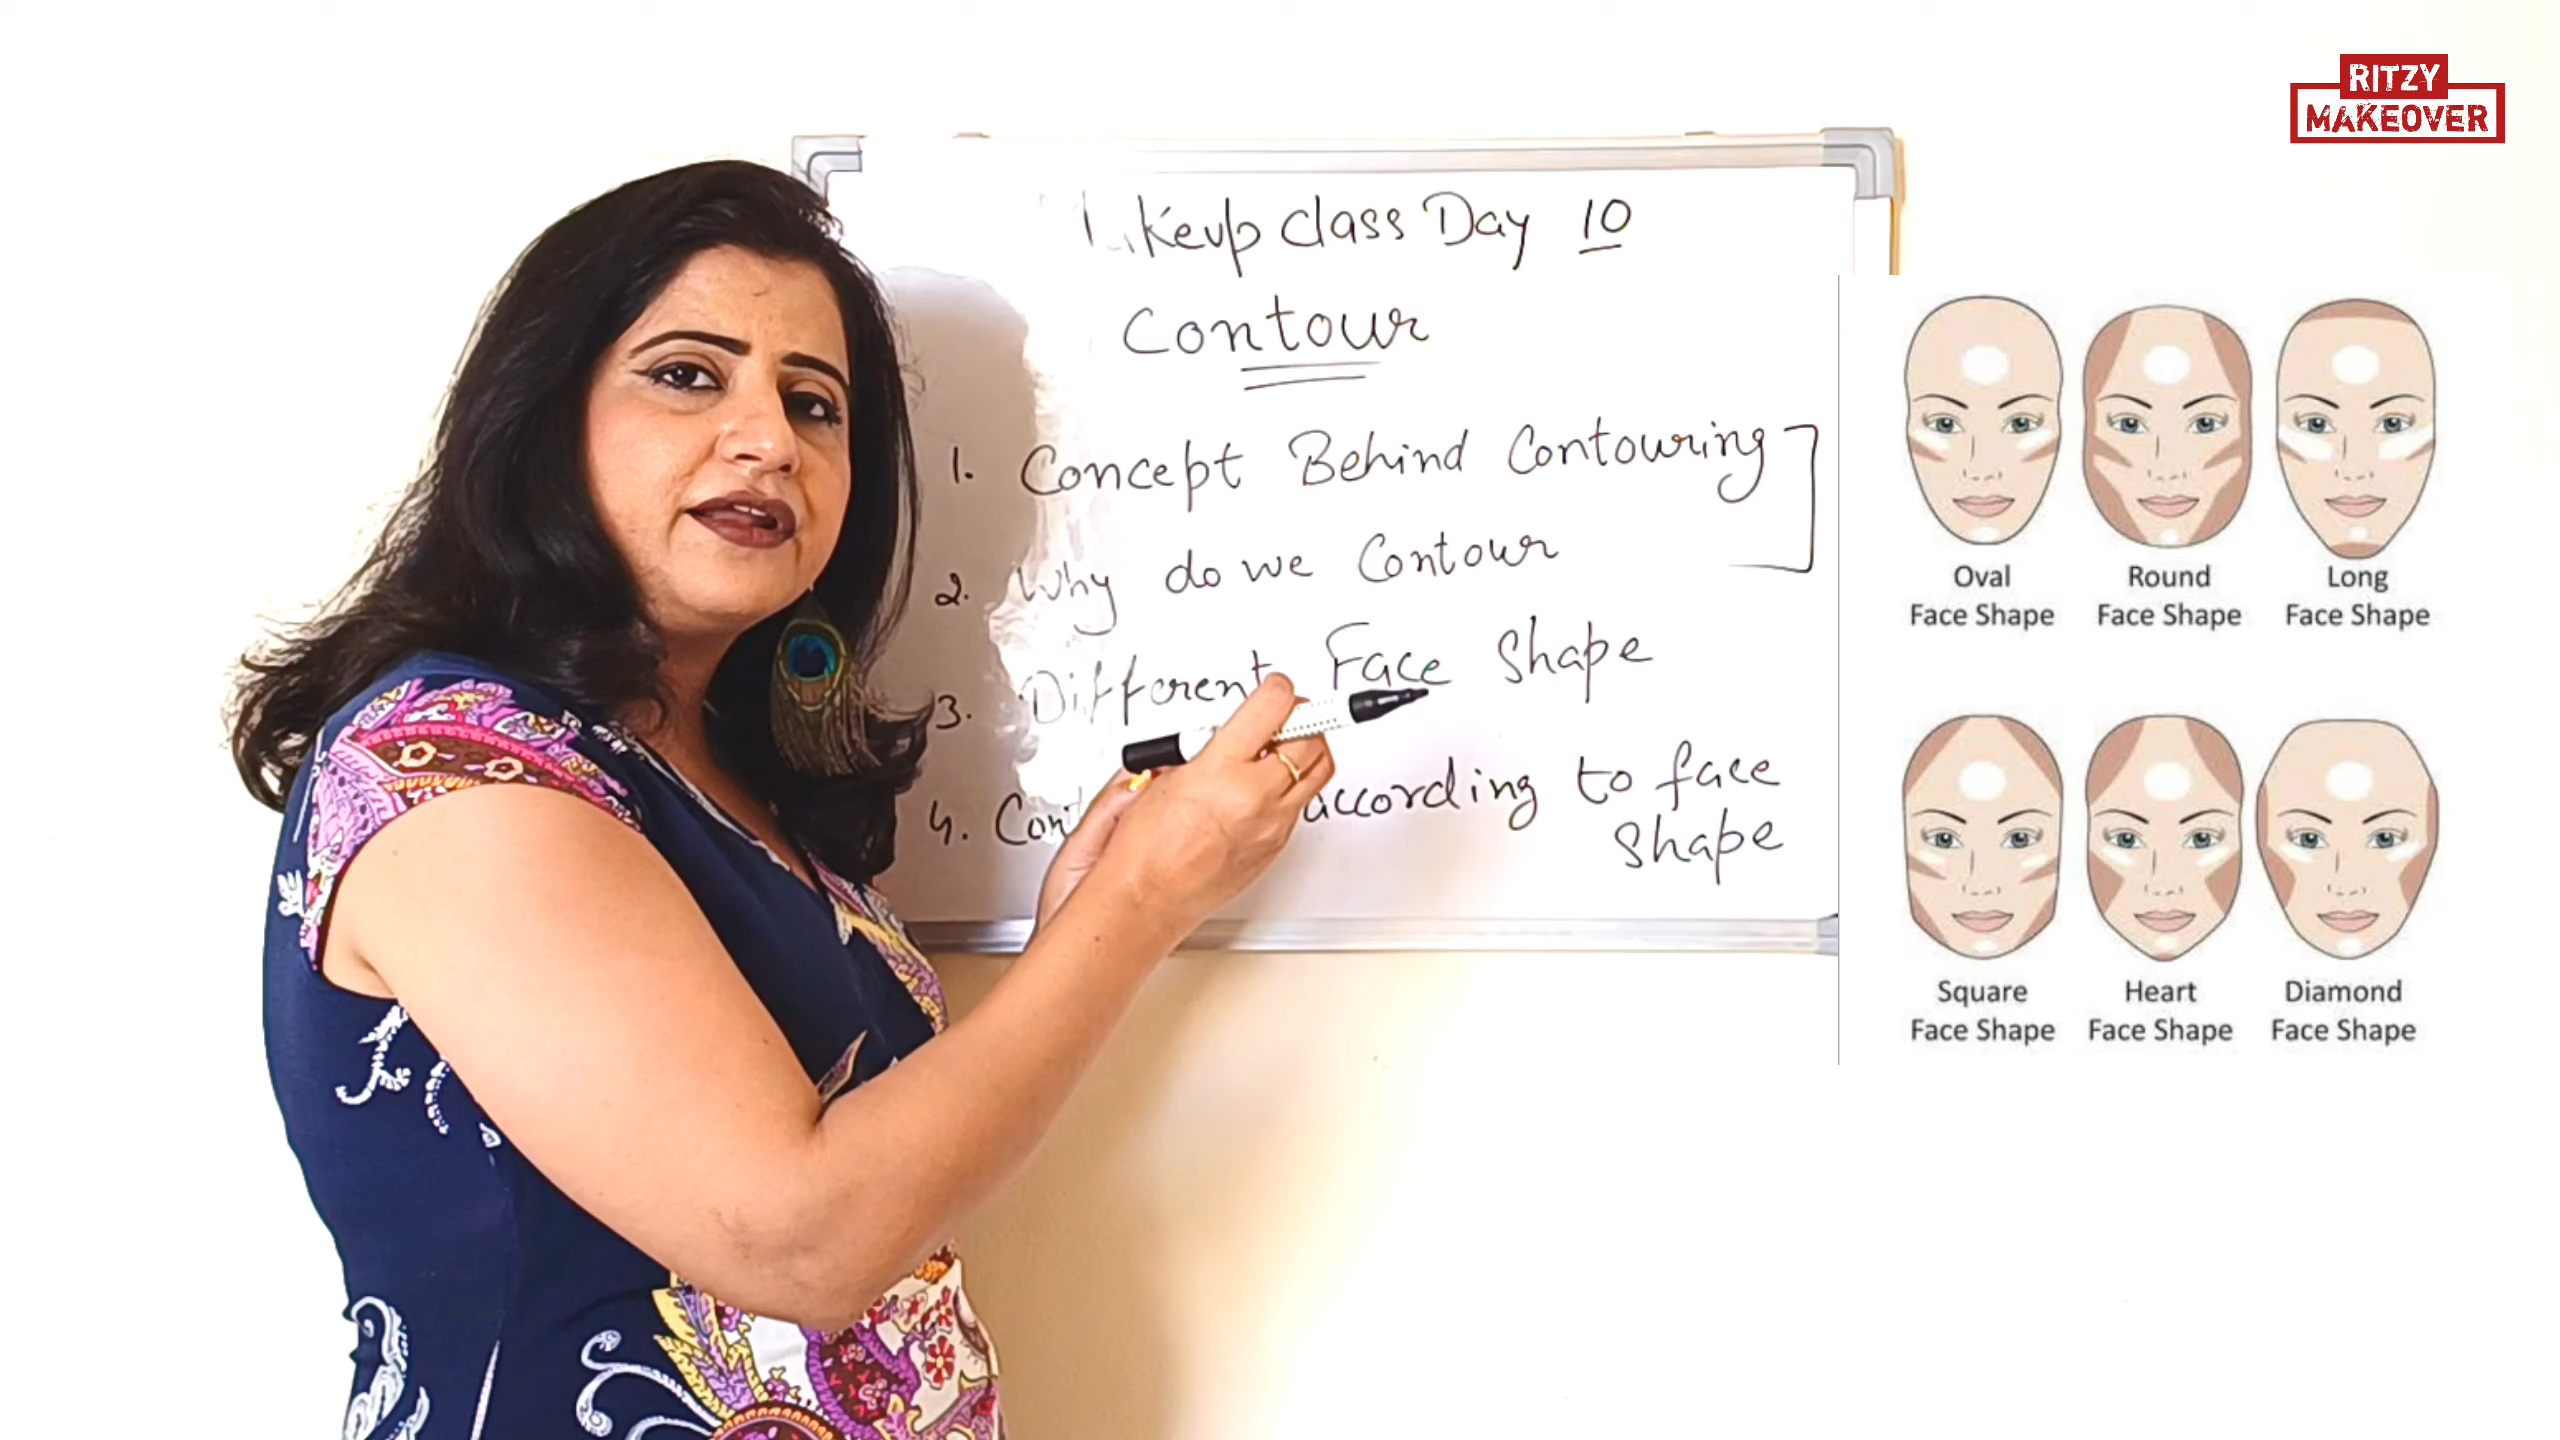 RITZY
MAKEOVER
Makeup class Day 10
Contour
1. Concept Behind Contouring
2. Why do we Contour
3. Different Face Shape
4. Cont according to face
Shape
Oval
Face Shape
Round
Face Shape
Long
Face Shape
Square
Face Shape
Heart
Face Shape
Diamond
Face Shape